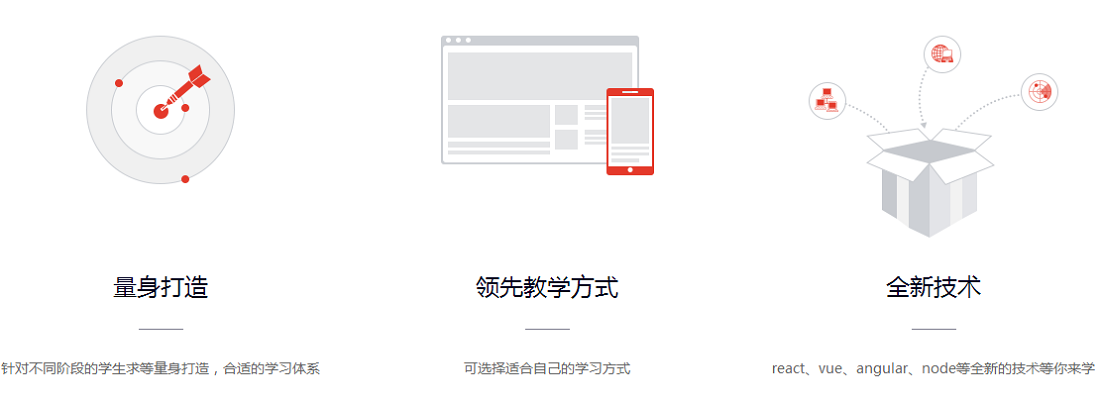 量身打造
领先教学方式
全新技术
针对不同阶段的学生求等量身打造，合适的学习体系
可选择适合自己的学习方式
react、vue、angular、node等全新的技术等你来学